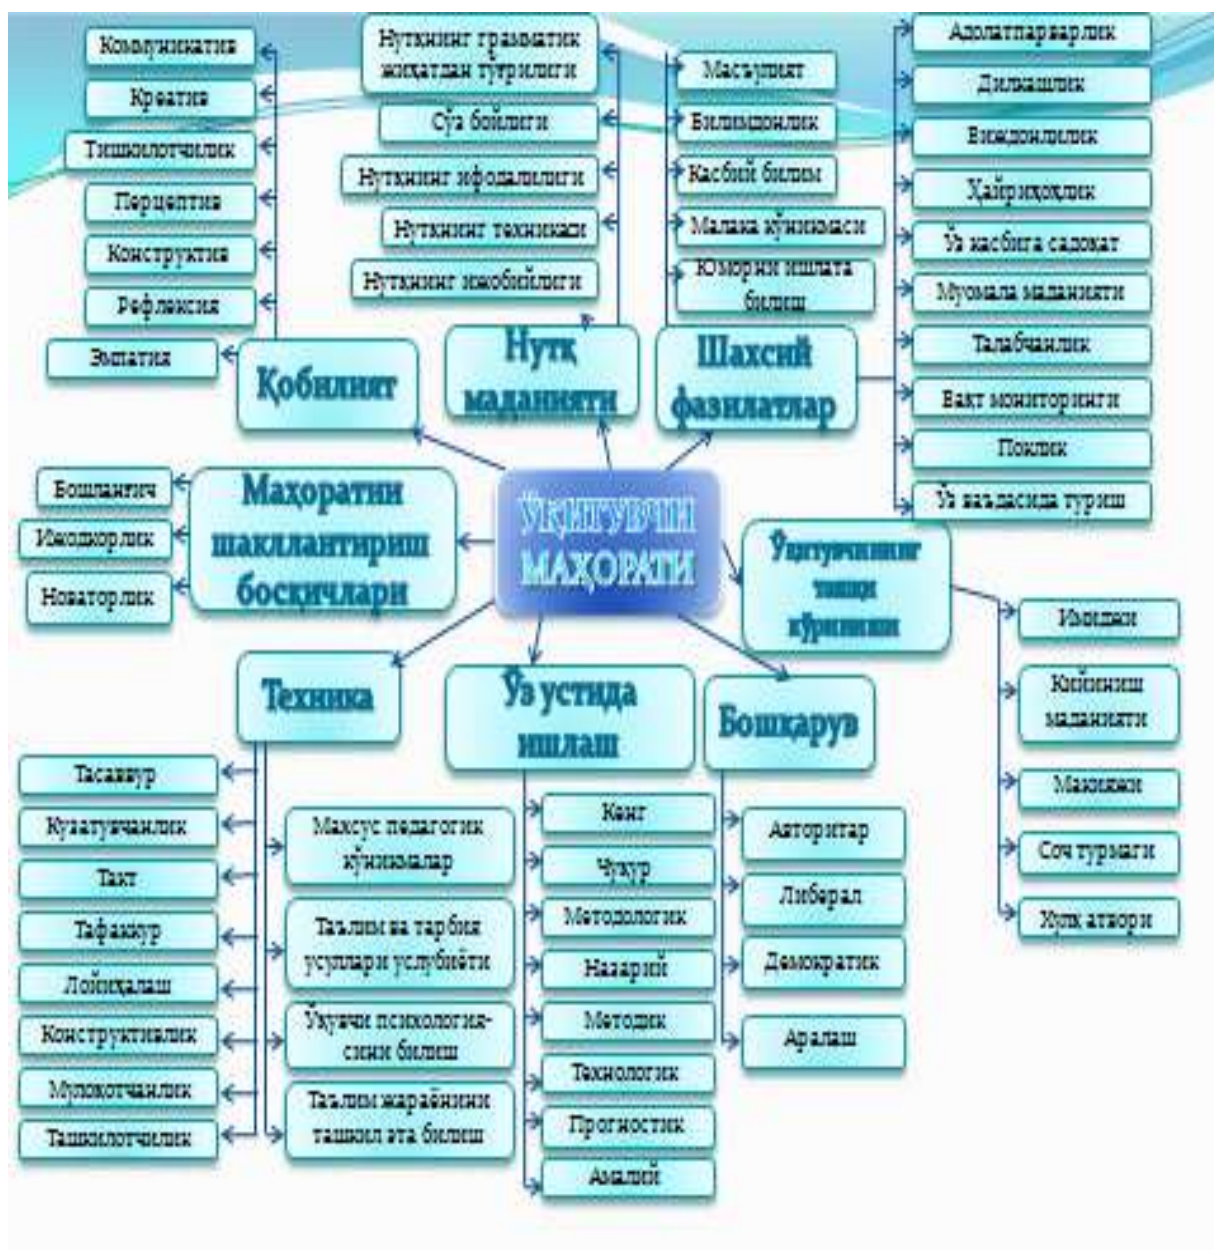 Коммуникатив
Креатив
Тишкилотчилик
Перцептив
Конструктив
Рефлексия
Эмпатия
Қобилият
Нутқнинг грамматик
жиҳатдан тўғрилиги
Сўз бойлиги
Нутқнинг ифодалилиги
Нутқнинг техникаси
Нутқнинг ижобийлиги
Нутқ
маданияти
Масъулият
Билимдонлик
Касбий билим
Малака кўникмаси
Юморни ишлата
билиш
Шахсий
фазилатлар
Адолатпарварлик
Дилкашлик
Виждонлилик
Ҳайриҳоҳлик
Ўз касбига садоқат
Муомала маданияти
Талабчанлик
Вақт мониторинги
Поклик
Ўз ваъдасида туриш
Бошланғич
Ижодкорлик
Новаторлик
Маҳоратни
шакллантириш
босқичлари
ЎҚИТУВЧИ
МАҲОРАТИ
Ўқитувчининг
ташқи
кўриниши
Имиджи
Кийиниш
маданияти
Макияжи
Соч турмаги
Хулқ атвори
Техника
Тасаввур
Кузатувчанлик
Такт
Тафаккур
Лойиҳалаш
Конструктивлик
Мулоқотчанлик
Ташкилотчилик
Махсус педагогик
кўникмалар
Таълим ва тарбия
усуллари услубиёти
Ўқувчи психология-
сини билиш
Таълим жараёнини
ташкил эта билиш
Ўз устида
ишлаш
Кенг
Чуқур
Методологик
Назарий
Методик
Технологик
Прогностик
Амалий
Бошқарув
Авторитар
Либерал
Демократик
Аралаш